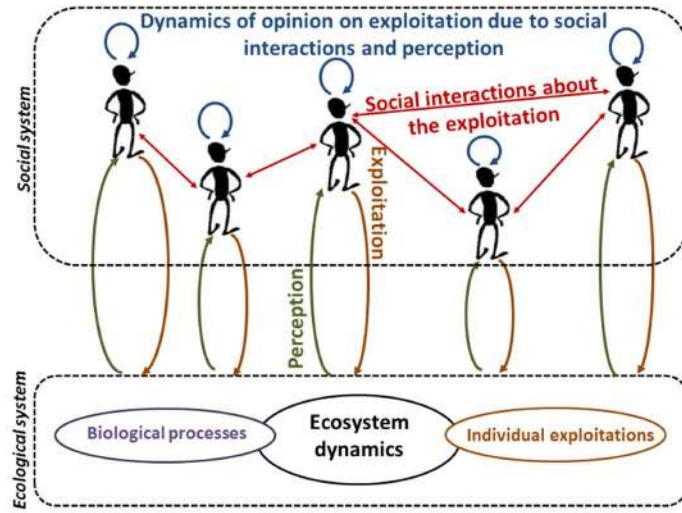 Dynamics of opinion on exploitation due to social
interactions and perception
Social system
Social interactions about
the exploitation
Exploitation
Perception
Ecological system
Biological processes
Ecosystem
dynamics
Individual exploitations